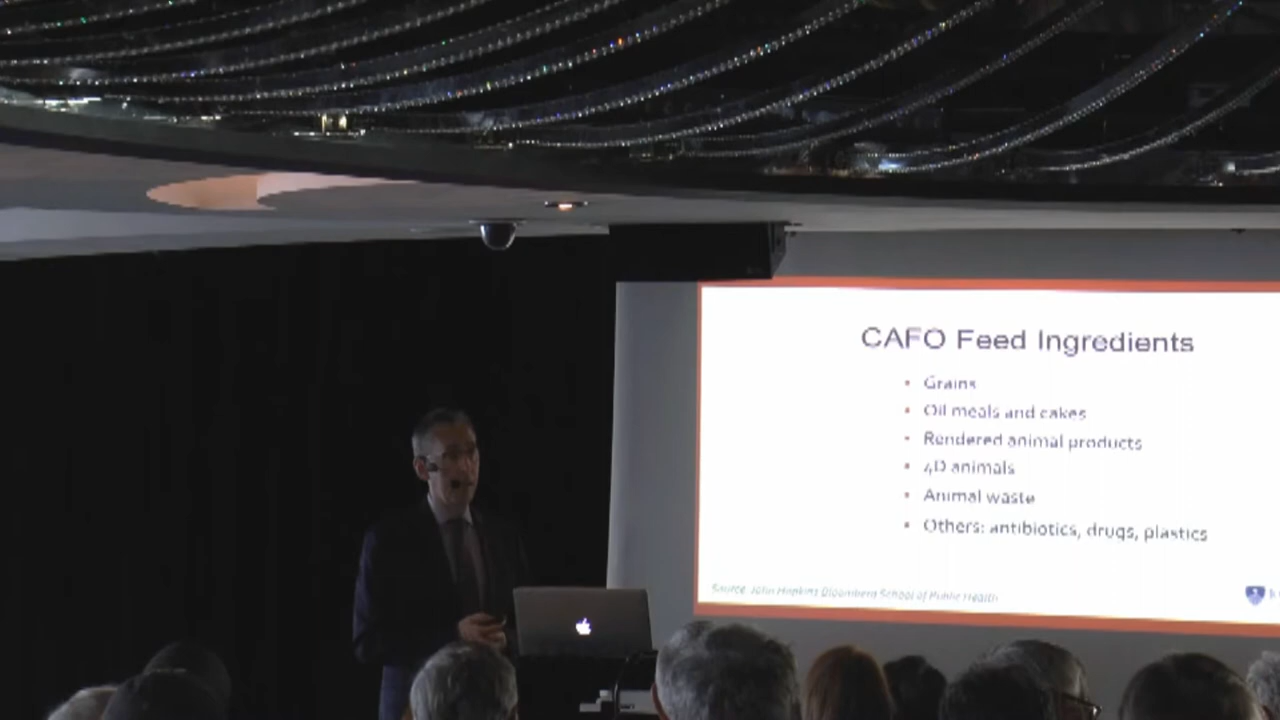 CAFO Feed Ingredients
• Grains
• Oil meals and cakes
• Rendered animal products
• 4D animals
• Animal waste
• Others: antibiotics, drugs, plastics
Source: John Hopkins Bloomberg School of Public Health